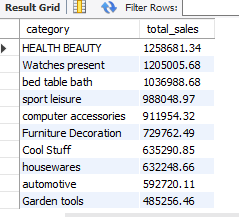 Result Grid Filter Rows:
category total_sales
HEALTH BEAUTY 1258681.34
Watches present 1205005.68
bed table bath 1036988.68
sport leisure 988048.97
computer accessories 911954.32
Furniture Decoration 729762.49
Cool Stuff 635290.85
housewares 632248.66
automotive 592720.11
Garden tools 485256.46